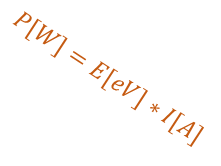 P[W] = E[eV] * I[A]